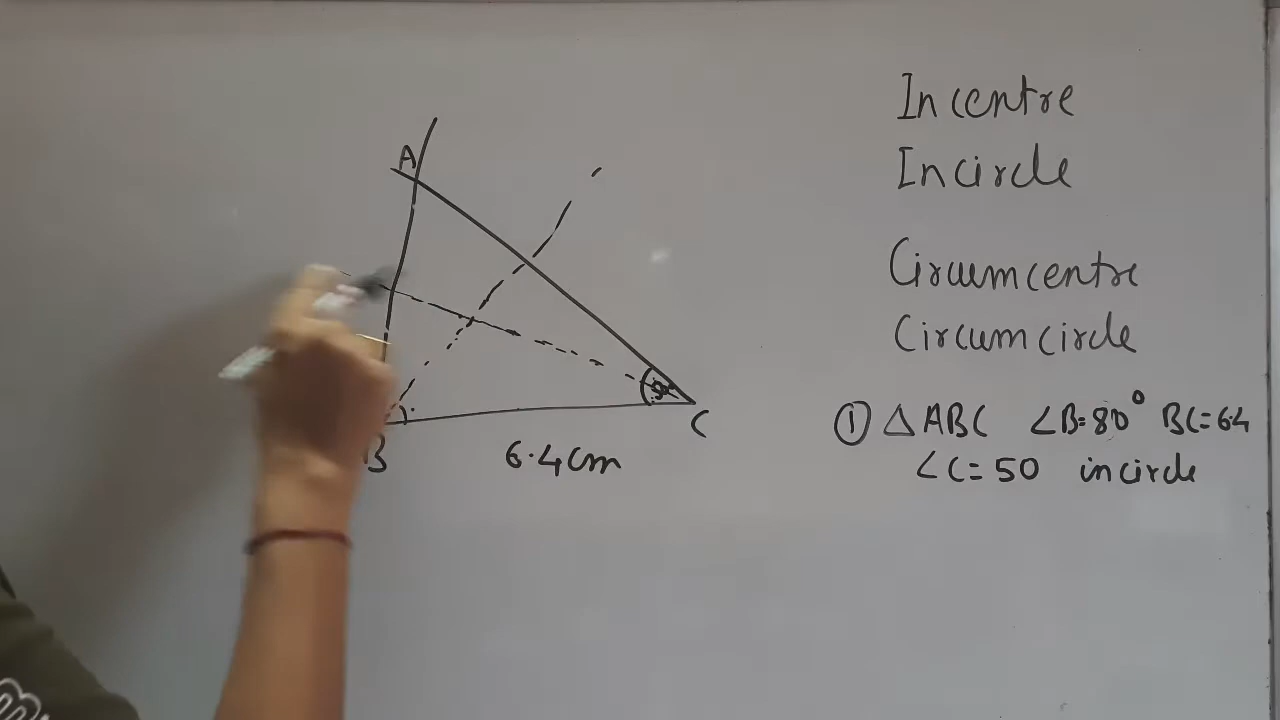 Incentre
Incircle
Circumcentre
Circumcircle
① △ABC ∠B=80° BC=6.4
∠C=50 incircle
A
B
C
6.4cm